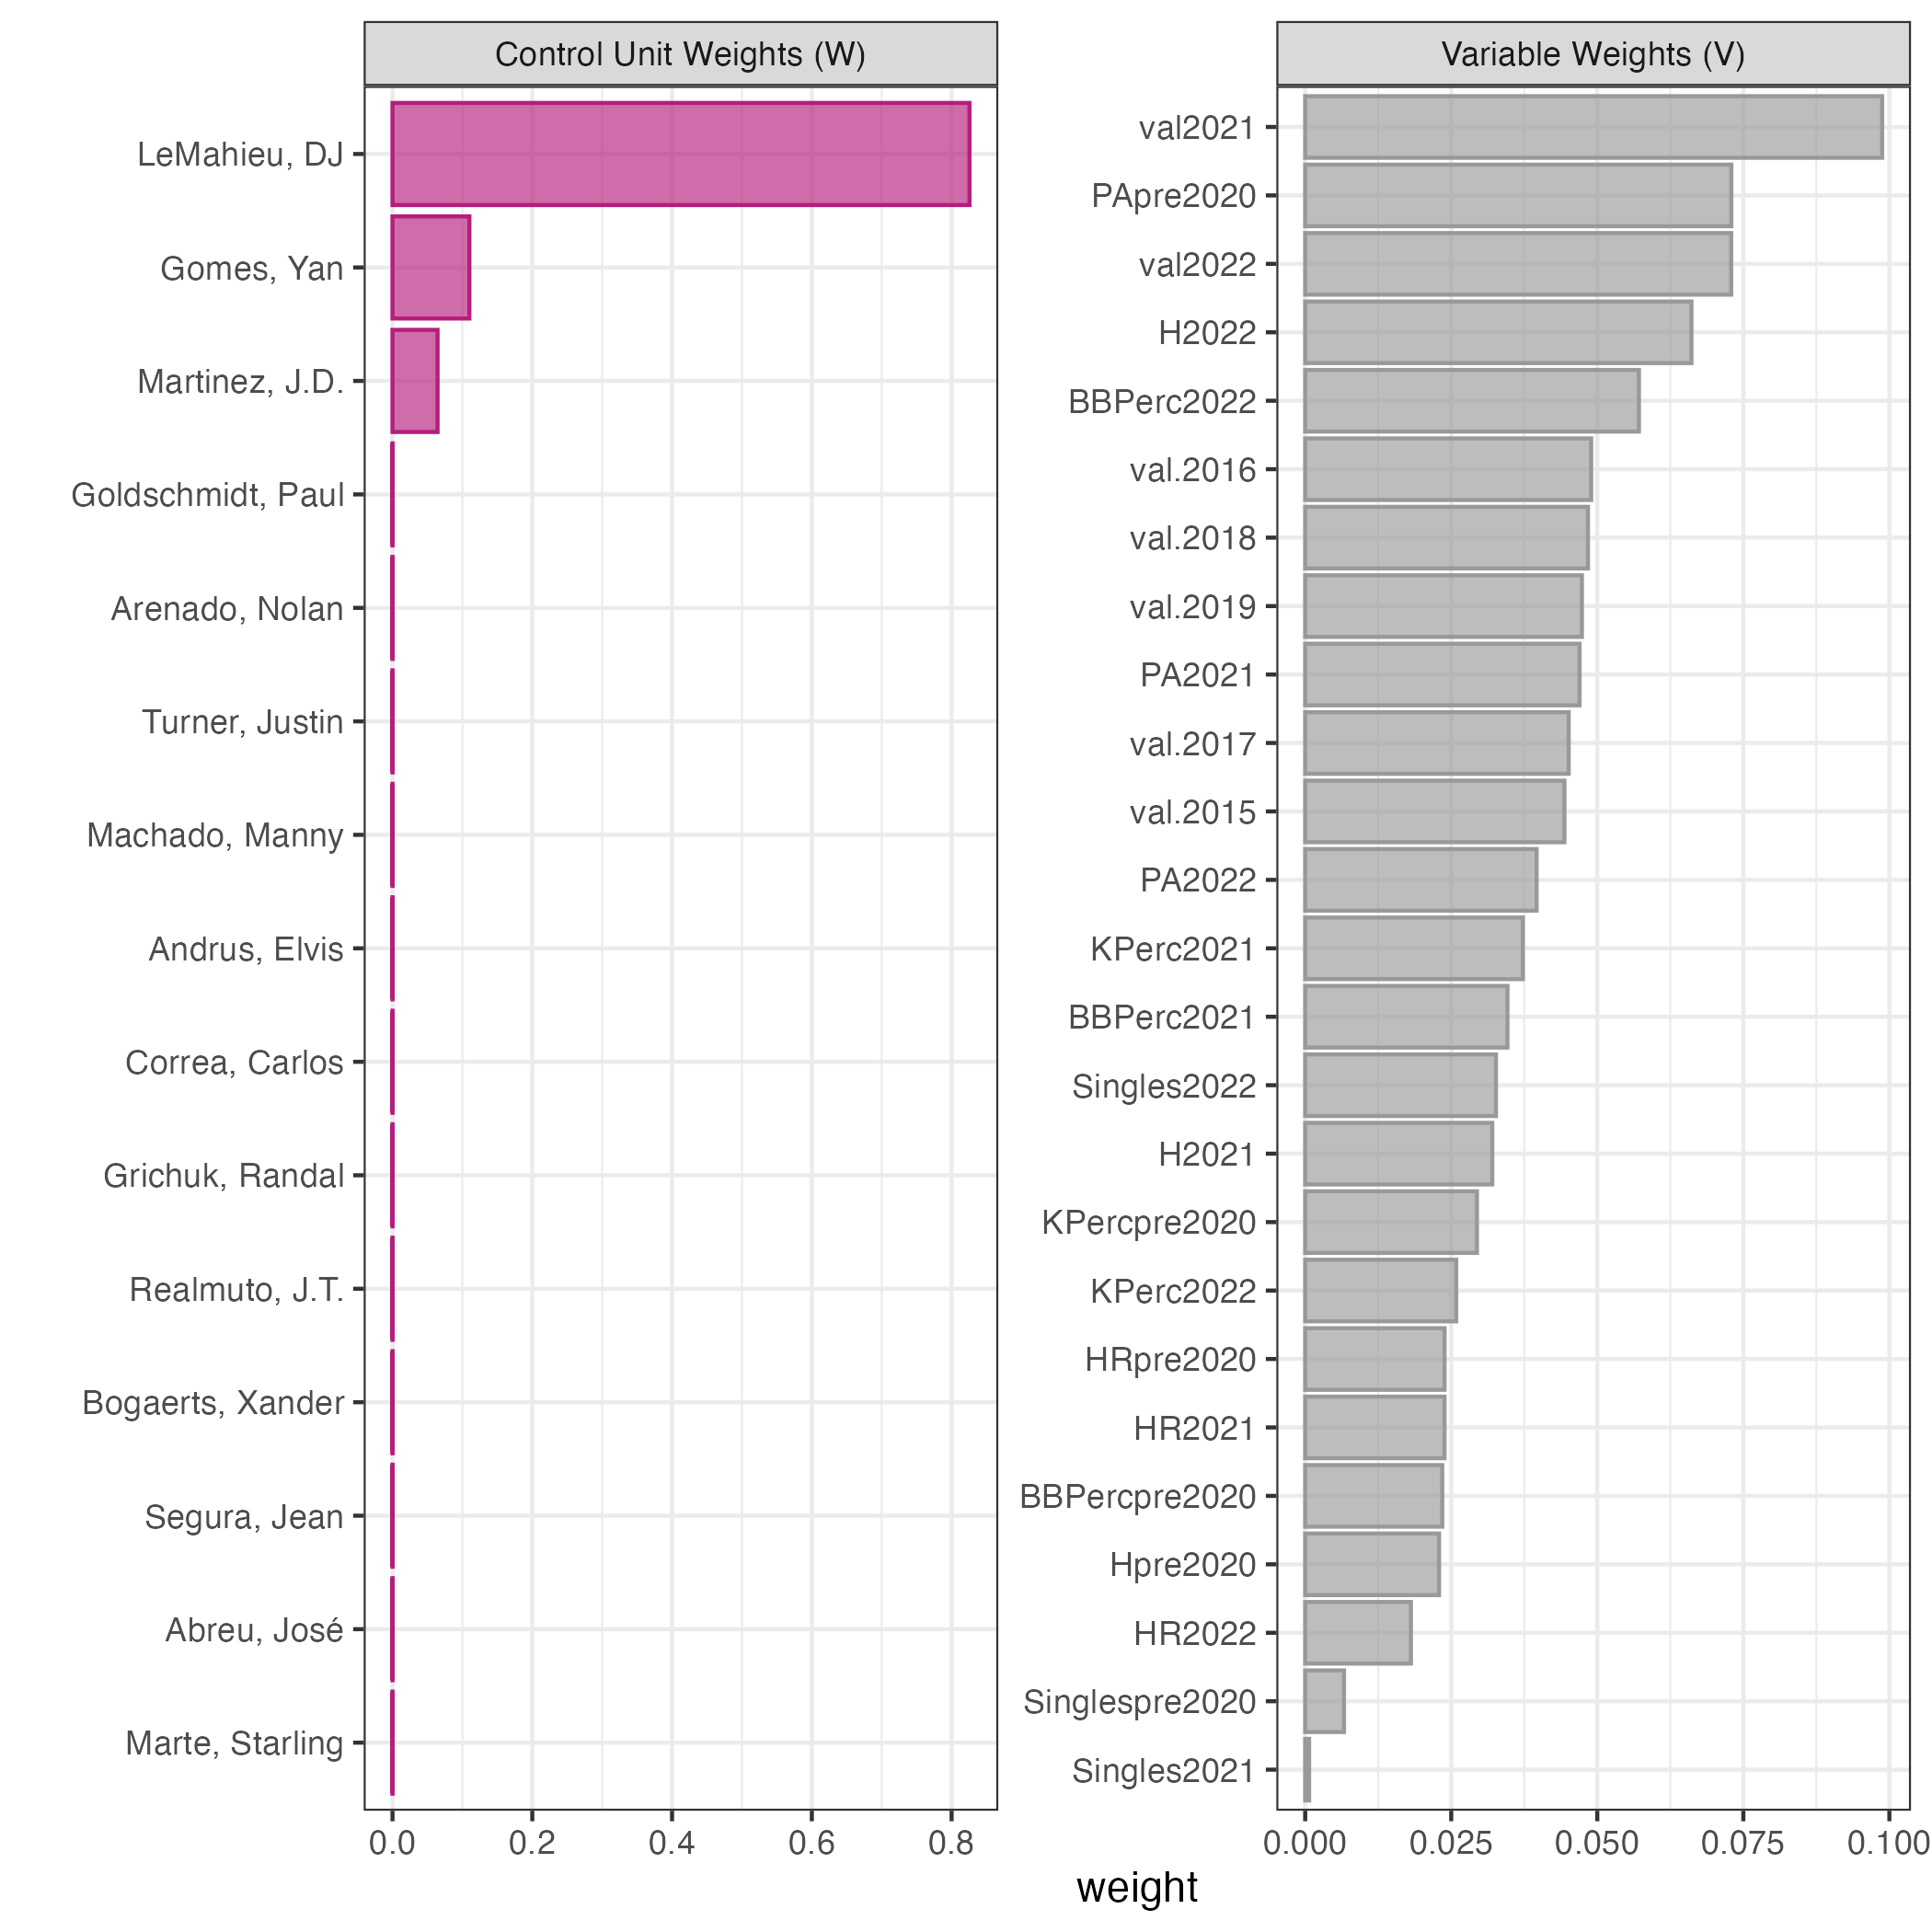 Control Unit Weights (W)
LeMahieu, DJ
Gomes, Yan
Martinez, J.D.
Goldschmidt, Paul
Arenado, Nolan
Turner, Justin
Machado, Manny
Andrus, Elvis
Correa, Carlos
Grichuk, Randal
Realmuto, J.T.
Bogaerts, Xander
Segura, Jean
Abreu, José
Marte, Starling
0.0 0.2 0.4 0.6 0.8
Variable Weights (V)
val2021
PApre2020
val2022
H2022
BBPerc2022
val.2016
val.2018
val.2019
PA2021
val.2017
val.2015
PA2022
KPerc2021
BBPerc2021
Singles2022
H2021
KPercpre2020
KPerc2022
HRpre2020
HR2021
BBPercpre2020
Hpre2020
HR2022
Singlespre2020
Singles2021
0.000 0.025 0.050 0.075 0.100
weight